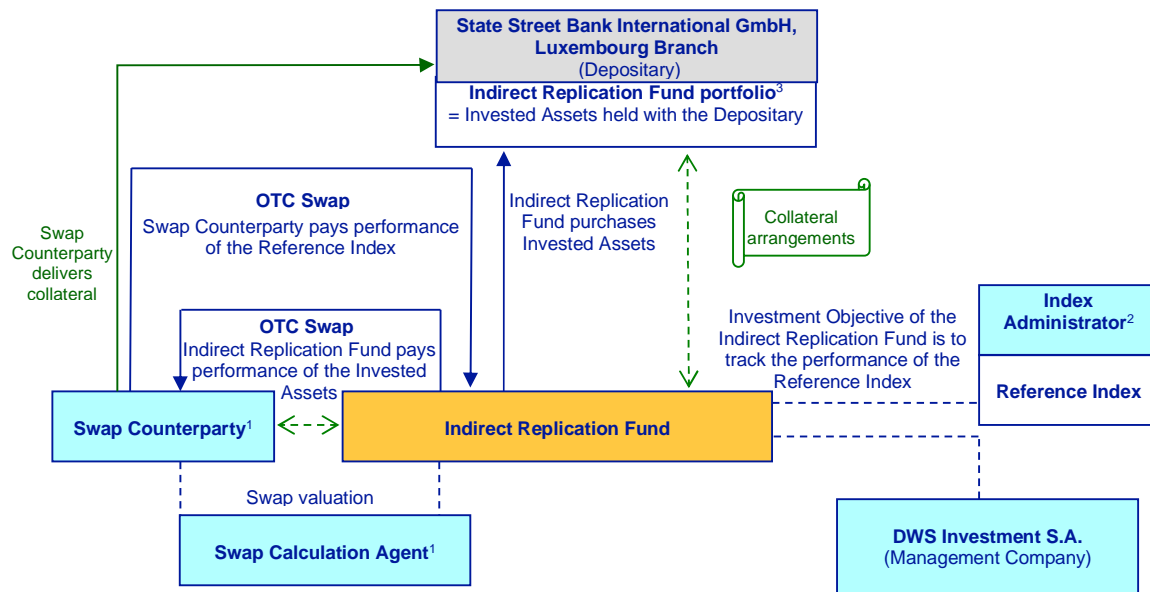 State Street Bank International GmbH,
Luxembourg Branch
(Depositary)
Indirect Replication Fund portfolio3
= Invested Assets held with the Depositary
OTC Swap
Swap Counterparty pays performance
of the Reference Index
Indirect Replication
Fund purchases
Invested Assets
Collateral
arrangements
Swap
Counterparty
delivers
collateral
OTC Swap
Indirect Replication Fund pays
performance of the Invested
Assets
Investment Objective of the
Indirect Replication Fund is to
track the performance of the
Reference Index
Index
Administrator2
Reference Index
Swap Counterparty1
Indirect Replication Fund
Swap valuation
Swap Calculation Agent1
DWS Investment S.A.
(Management Company)